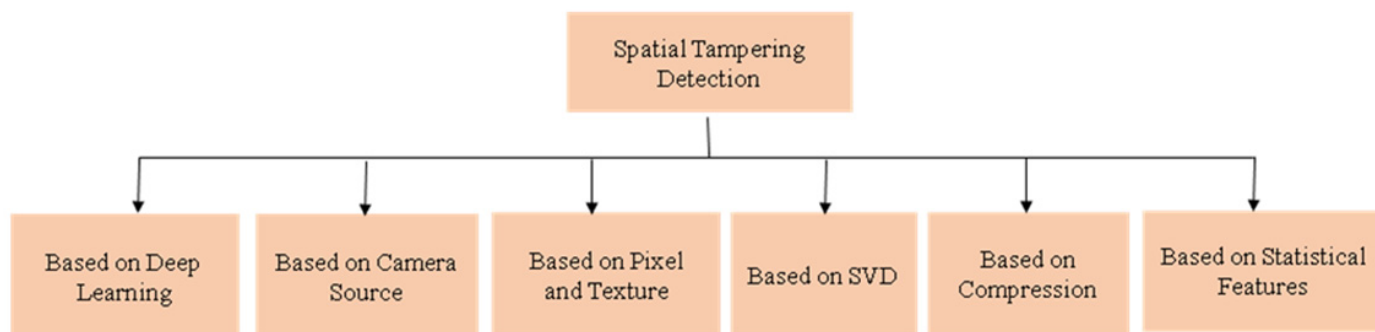 Spatial Tampering
Detection
Based on Deep
Learning
Based on Camera
Source
Based on Pixel
and Texture
Based on SVD
Based on
Compression
Based on Statistical
Features